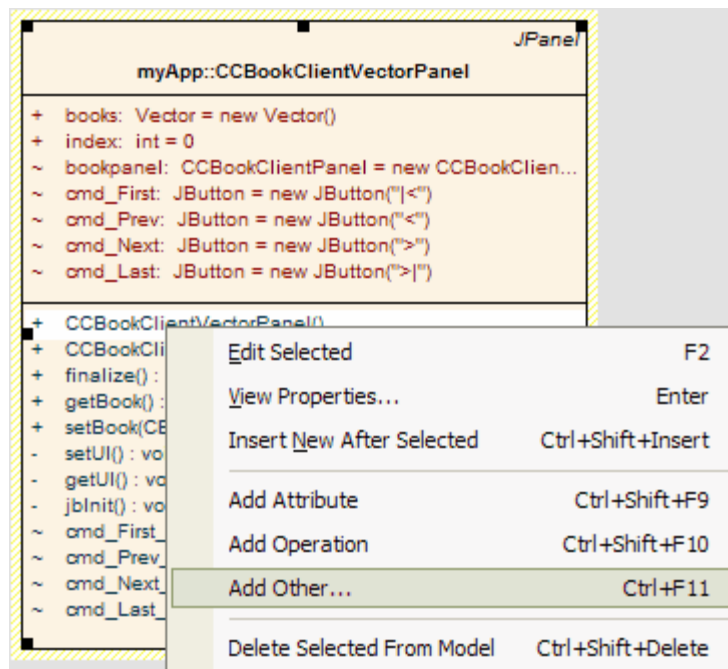 JPanel
myApp::CCBookClientVectorPanel
+ books: Vector = new Vector()
+ index: int = 0
~ bookpanel: CCBookClientPanel = new CCBookClien...
~ cmd_First: JButton = new JButton("|<")
~ cmd_Prev: JButton = new JButton("<")
~ cmd_Next: JButton = new JButton(">")
~ cmd_Last: JButton = new JButton(">|")
+ CCBookClientVectorPanel()
+ CCBookCli
+ finalize() :
+ getBook() :
+ setBook(CB
- setUI() : vo
- getUI() : vo
- jbInit() : vo
~ cmd_First_
~ cmd_Prev_
~ cmd_Next_
~ cmd_Last_
Edit Selected F2
View Properties... Enter
Insert New After Selected Ctrl+Shift+Insert
Add Attribute Ctrl+Shift+F9
Add Operation Ctrl+Shift+F10
Add Other... Ctrl+F11
Delete Selected From Model Ctrl+Shift+Delete